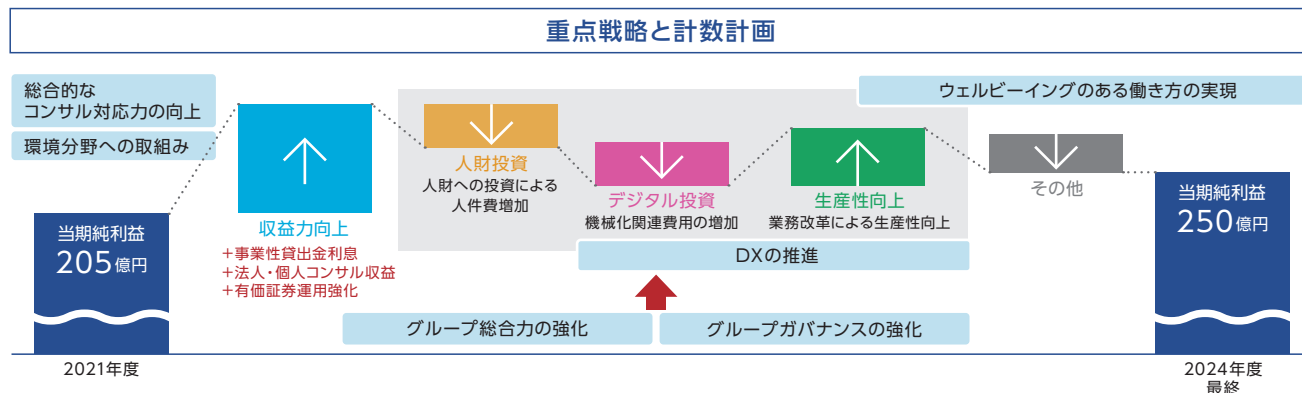 重点戦略と計数計画
総合的な
コンサル対応力の向上
環境分野への取組み
ウェルビーイングのある働き方の実現
当期純利益
205億円
2021年度
収益力向上
+事業性貸出金利息
+法人・個人コンサル収益
+有価証券運用強化
人財投資
人財への投資による
人件費増加
デジタル投資
機械化関連費用の増加
生産性向上
業務改革による生産性向上
DXの推進
その他
グループ総合力の強化
グループガバナンスの強化
当期純利益
250億円
2024年度
最終